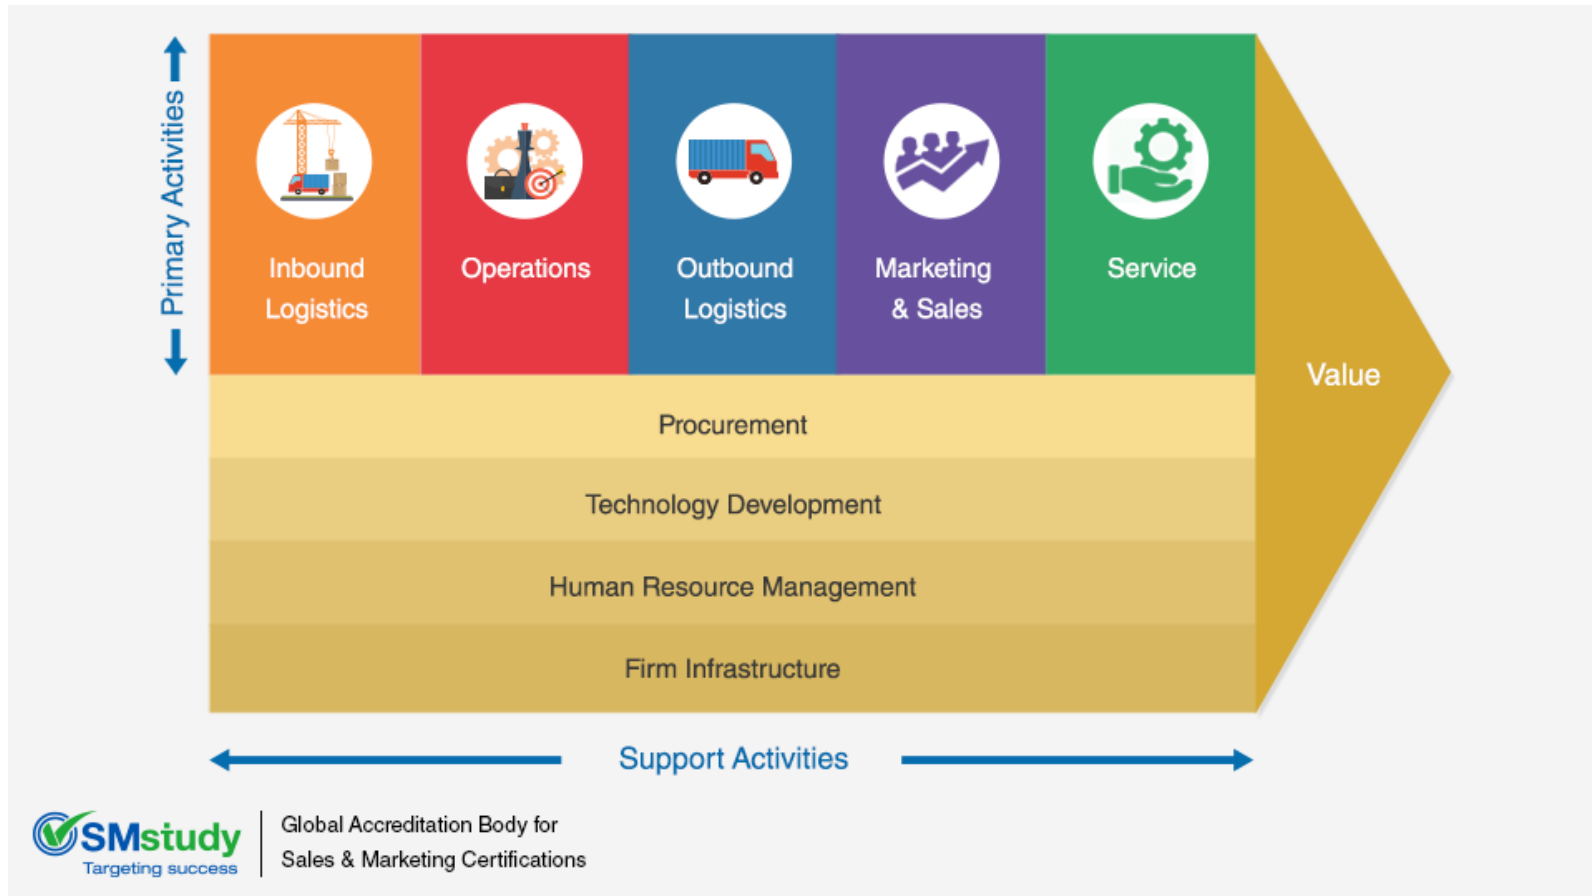 Primary Activities
Inbound
Logistics
Operations
Outbound
Logistics
Marketing
& Sales
Service
Value
Procurement
Technology Development
Human Resource Management
Firm Infrastructure
Support Activities
SMstudy
Targeting success
Global Accreditation Body for
Sales & Marketing Certifications